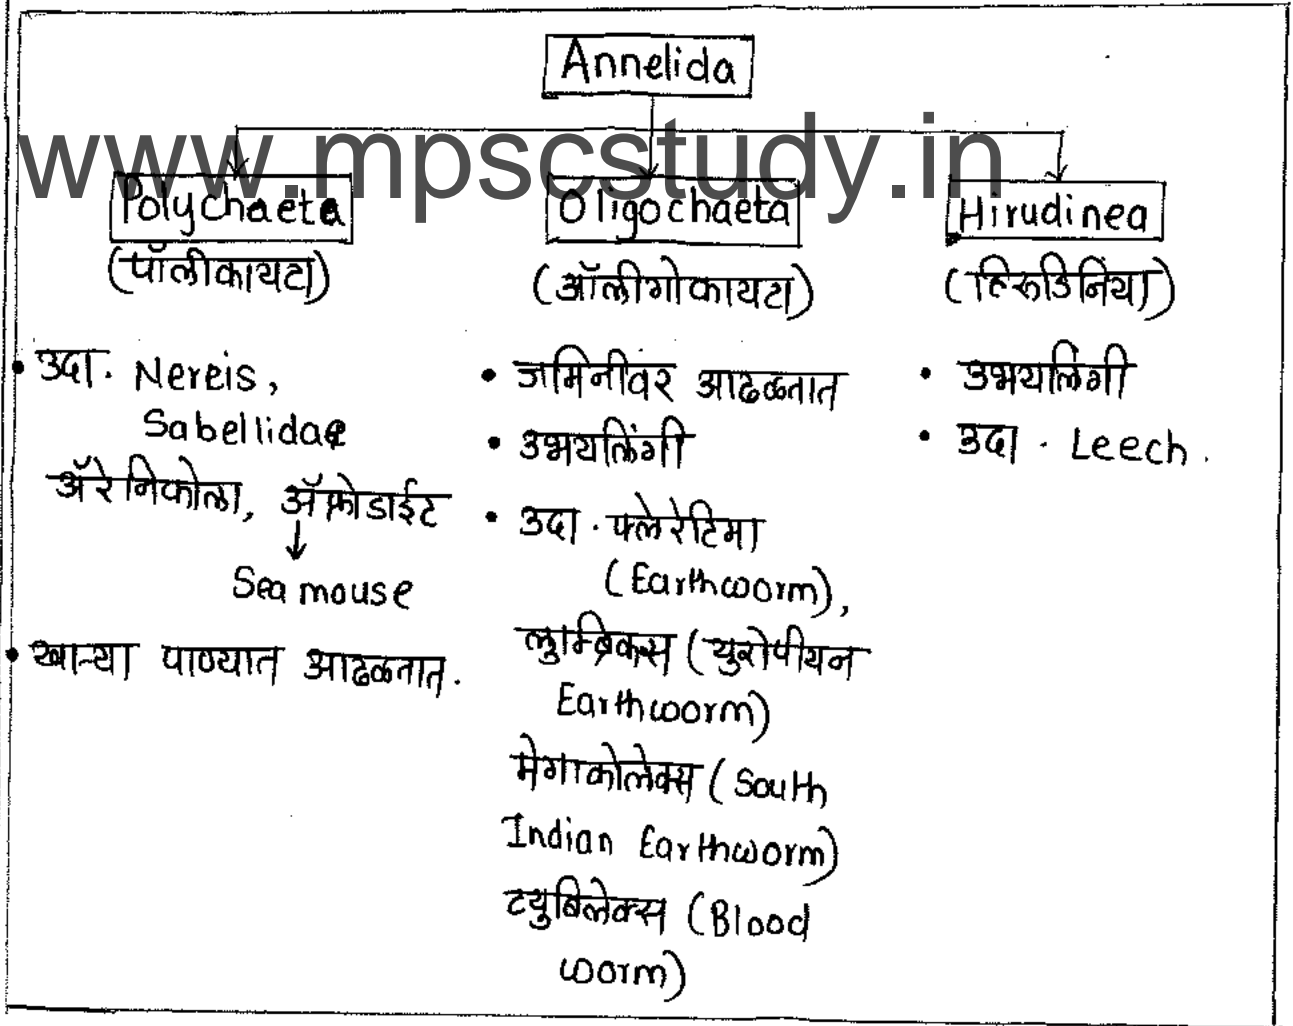 Annelida
www.mpscstudy.in
Polychaeta
(पॉलीकायटा)
• उदा. Nereis,
Sabellidae
ॲरेनिकोला, ॲफ्रोडाईट
↓
Sea mouse
• खाऱ्या पाण्यात आढळतात.
Oligochaeta
(ऑलीगोकायटा)
• जमिनीवर आढळतात
• उभयलिंगी
• उदा. फ्लेरेटिमा
(Earthworm),
लुम्ब्रिकस (युरोपीयन
Earthworm)
मेगाकोलेक्स (South
Indian Earthworm)
टयुबिलेक्स (Blood
worm)
Hirudinea
(हिरुडिनिया)
• उभयलिंगी
• उदा. Leech.